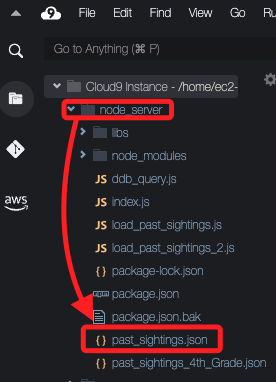 9 File Edit Find View Go Ru
Go to Anything (⌘ P)
Cloud9 Instance - /home/ec2-
node_server
libs
node_modules
JS ddb_query.js
JS index.js
JS load_past_sightings.js
JS load_past_sightings_2.js
{ } package-lock.json
package.json
package.json.bak
{ } past_sightings.json
{ } past_sightings_4th_Grade.json
aws